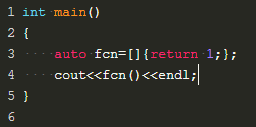 1 int main()
2 {
3     auto fcn=[]{return 1;};
4     cout<<fcn()<<endl;
5 }
6